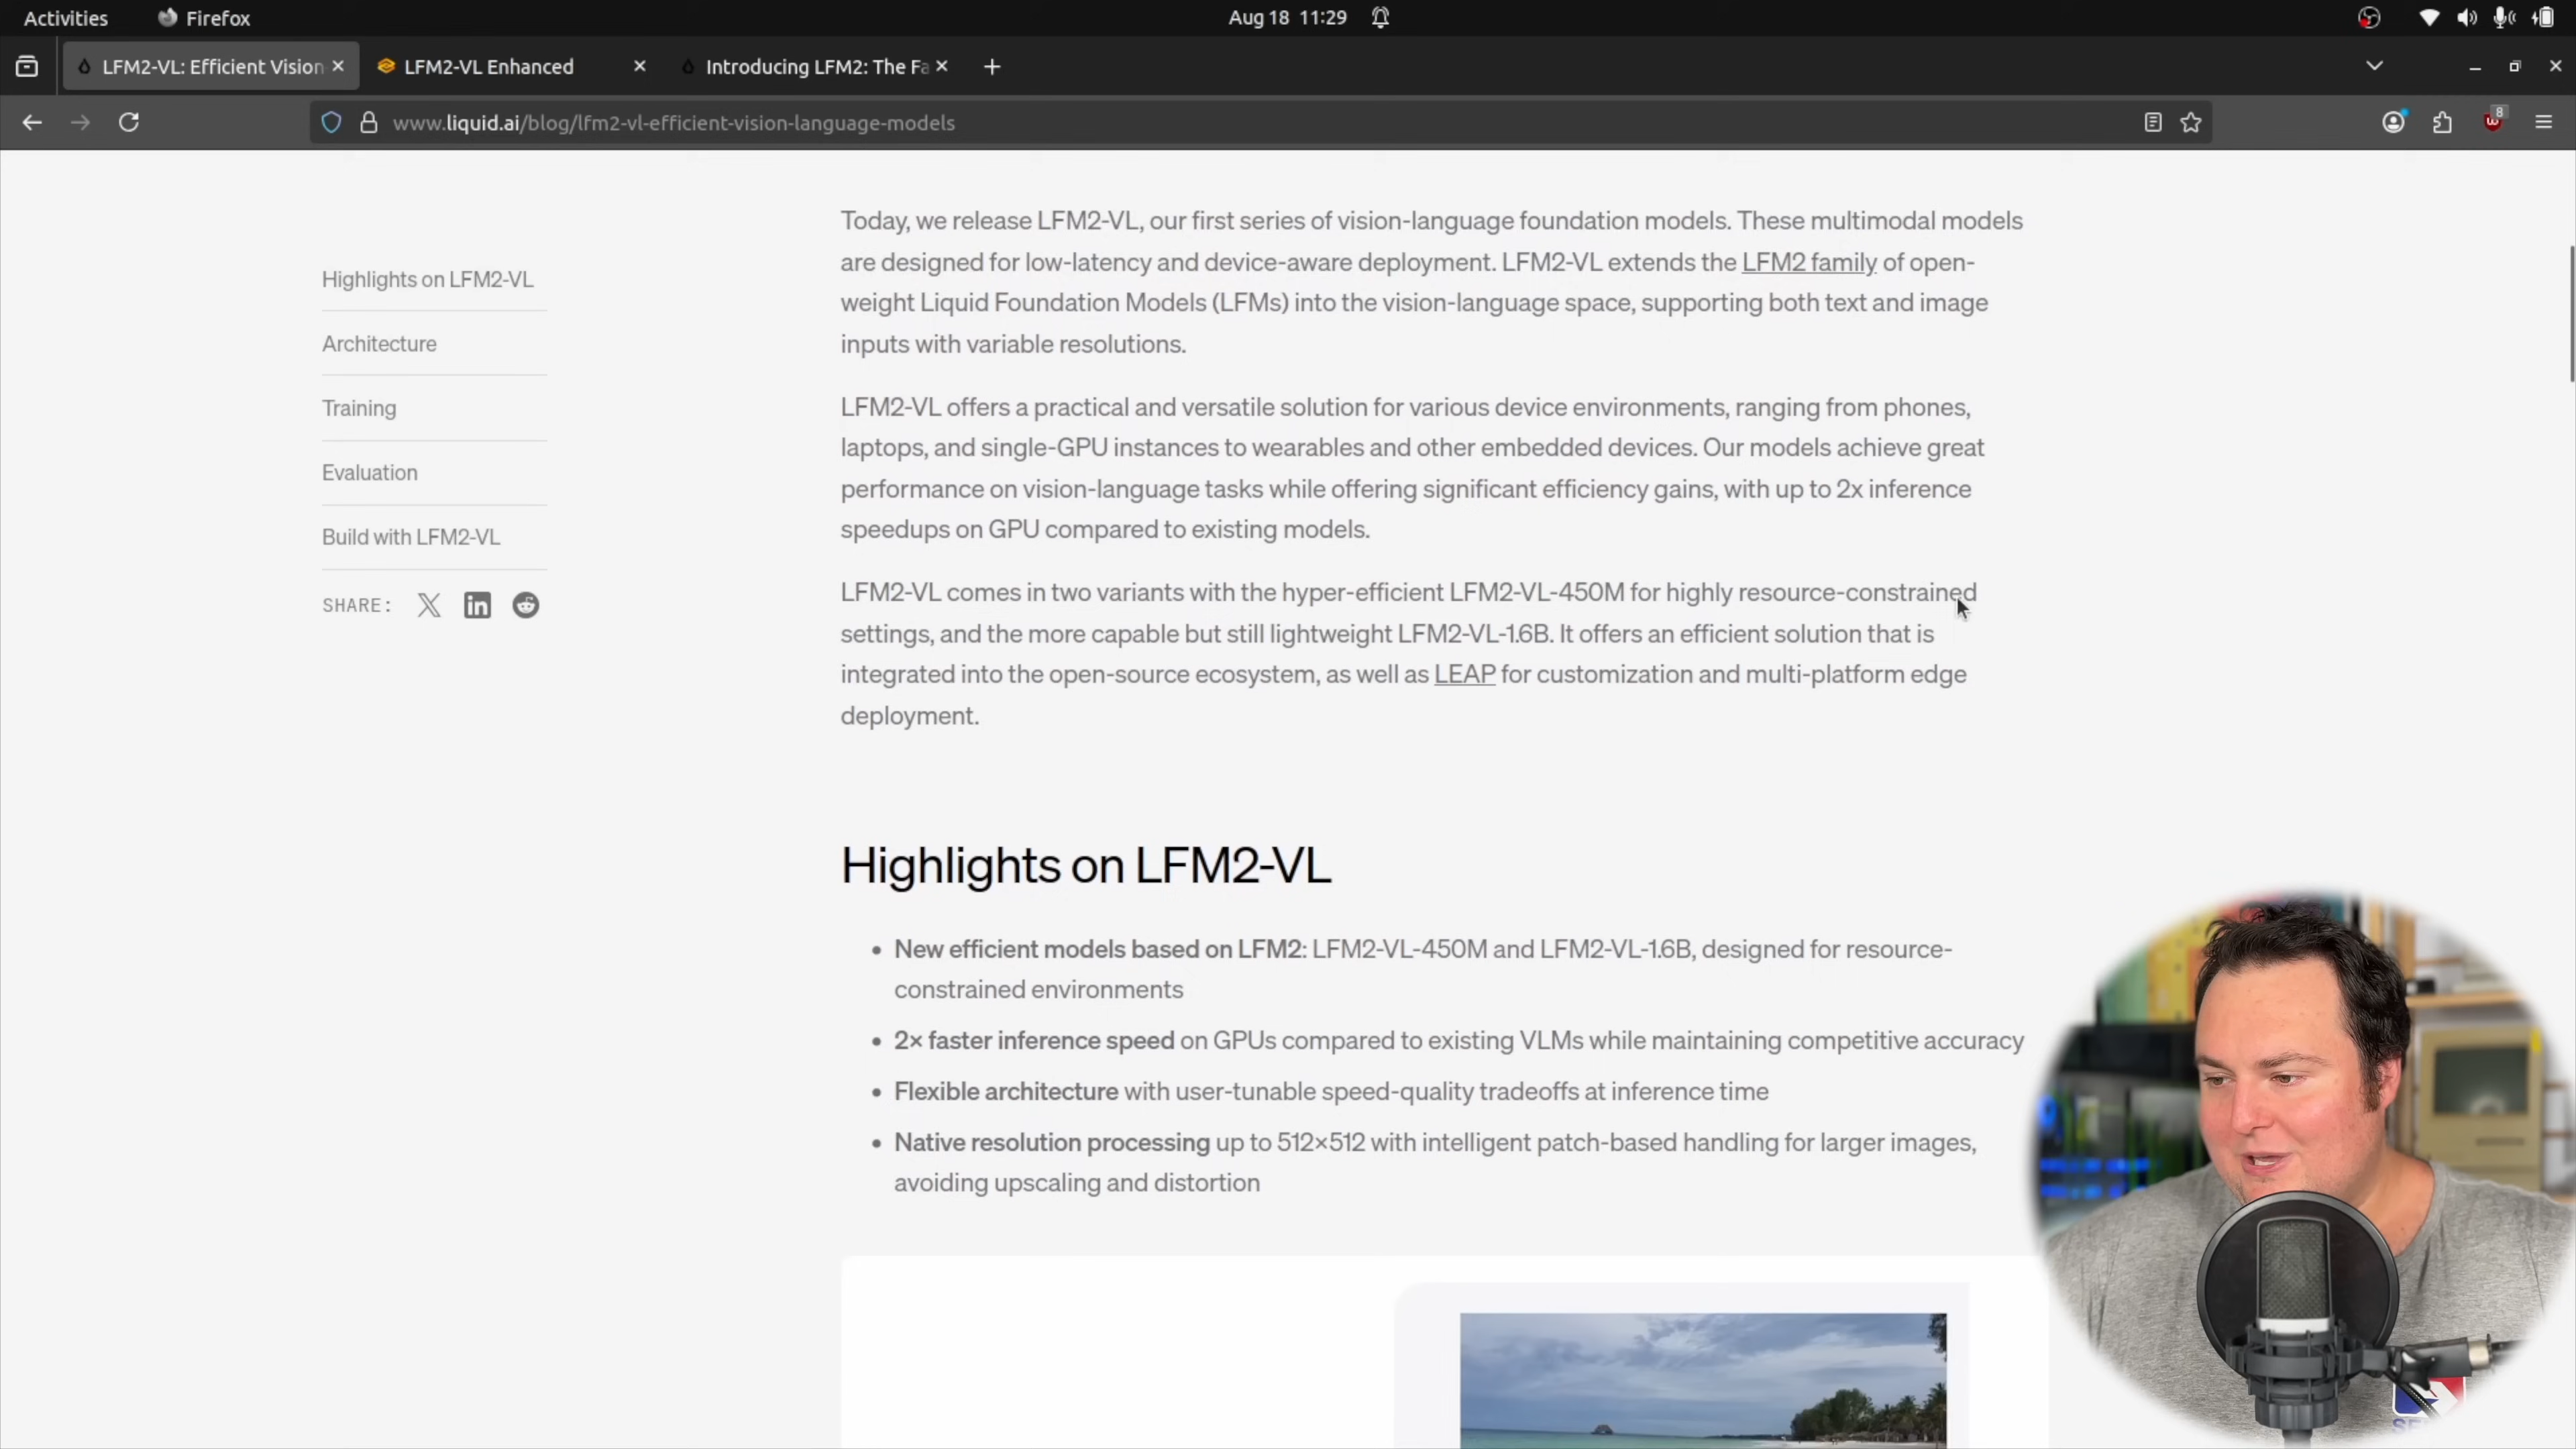 Activities Firefox Aug 18 11:29
LFM2-VL: Efficient Vision LFM2-VL Enhanced Introducing LFM2: The Fa
www.liquid.ai/blog/lfm2-vl-efficient-vision-language-models 8
Highlights on LFM2-VL
Architecture
Training
Evaluation
Build with LFM2-VL
SHARE:
Today, we release LFM2-VL, our first series of vision-language foundation models. These multimodal models
are designed for low-latency and device-aware deployment. LFM2-VL extends the LFM2 family of open-
weight Liquid Foundation Models (LFMs) into the vision-language space, supporting both text and image
inputs with variable resolutions.
LFM2-VL offers a practical and versatile solution for various device environments, ranging from phones,
laptops, and single-GPU instances to wearables and other embedded devices. Our models achieve great
performance on vision-language tasks while offering significant efficiency gains, with up to 2x inference
speedups on GPU compared to existing models.
LFM2-VL comes in two variants with the hyper-efficient LFM2-VL-450M for highly resource-constrained
settings, and the more capable but still lightweight LFM2-VL-1.6B. It offers an efficient solution that is
integrated into the open-source ecosystem, as well as LEAP for customization and multi-platform edge
deployment.
Highlights on LFM2-VL
• New efficient models based on LFM2: LFM2-VL-450M and LFM2-VL-1.6B, designed for resource-
constrained environments
• 2× faster inference speed on GPUs compared to existing VLMs while maintaining competitive accuracy
• Flexible architecture with user-tunable speed-quality tradeoffs at inference time
• Native resolution processing up to 512×512 with intelligent patch-based handling for larger images,
avoiding upscaling and distortion